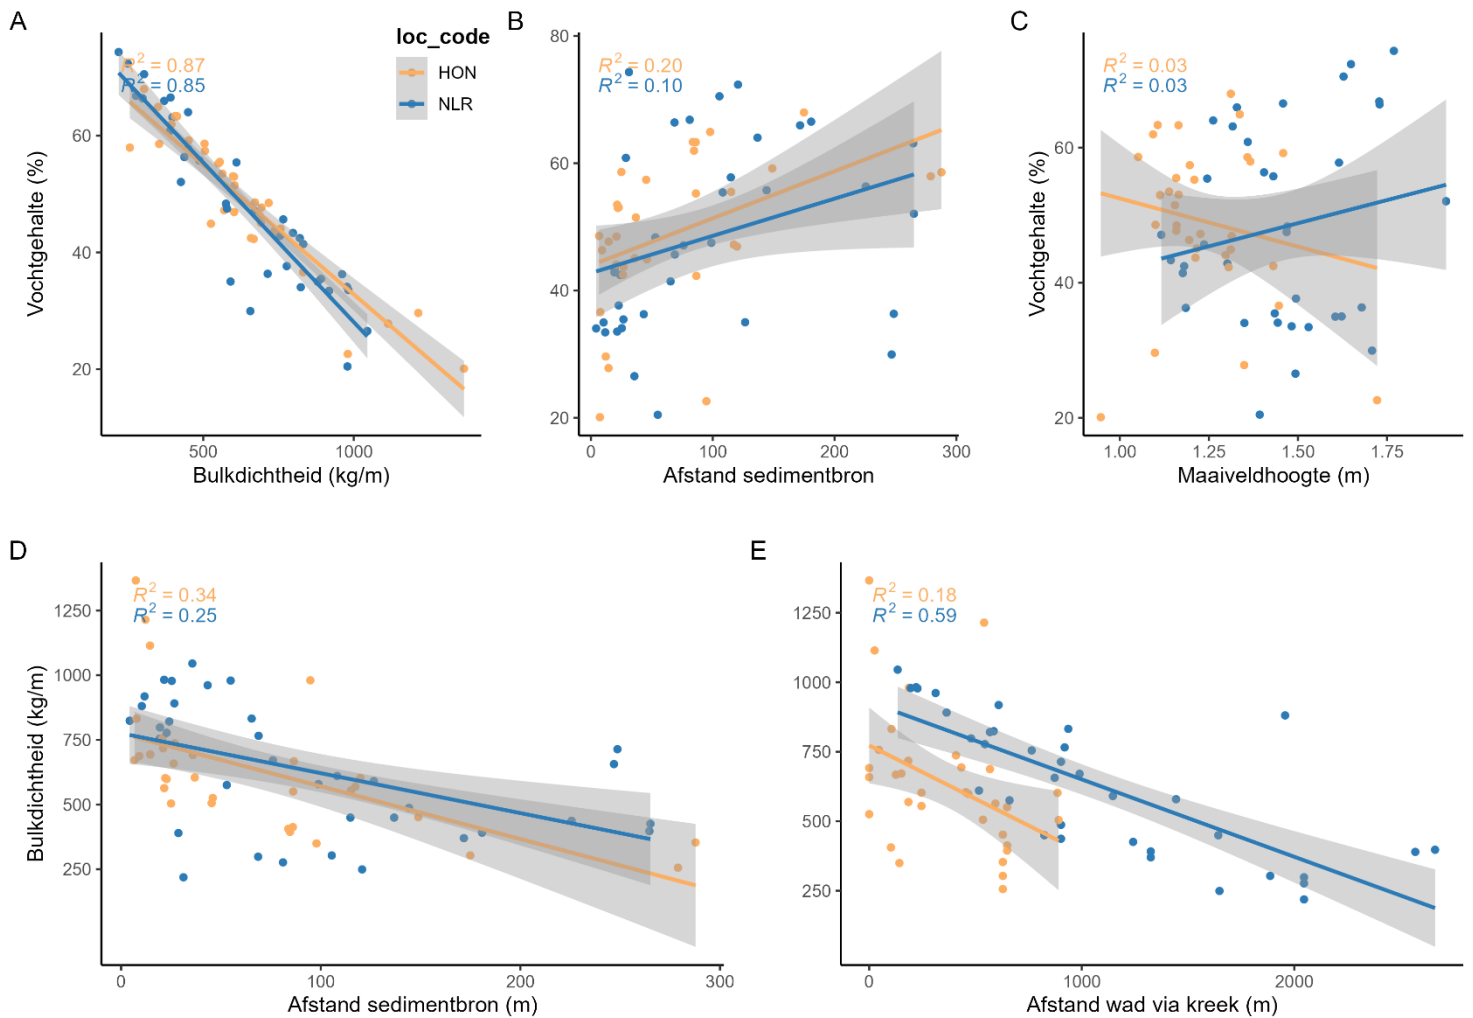 A
R² = 0.87
R² = 0.85
loc_code
HON
NLR
Vochtgehalte (%)
60
40
20
500
1000
Bulkdichtheid (kg/m)
B
R² = 0.20
R² = 0.10
80
60
40
20
0
100
200
300
Afstand sedimentbron
C
R² = 0.03
R² = 0.03
Vochtgehalte (%)
60
40
20
1.00
1.25
1.50
1.75
Maaiveldhoogte (m)
D
R² = 0.34
R² = 0.25
Bulkdichtheid (kg/m)
1250
1000
750
500
250
0
100
200
300
Afstand sedimentbron (m)
E
R² = 0.18
R² = 0.59
1250
1000
750
500
250
0
1000
2000
Afstand wad via kreek (m)